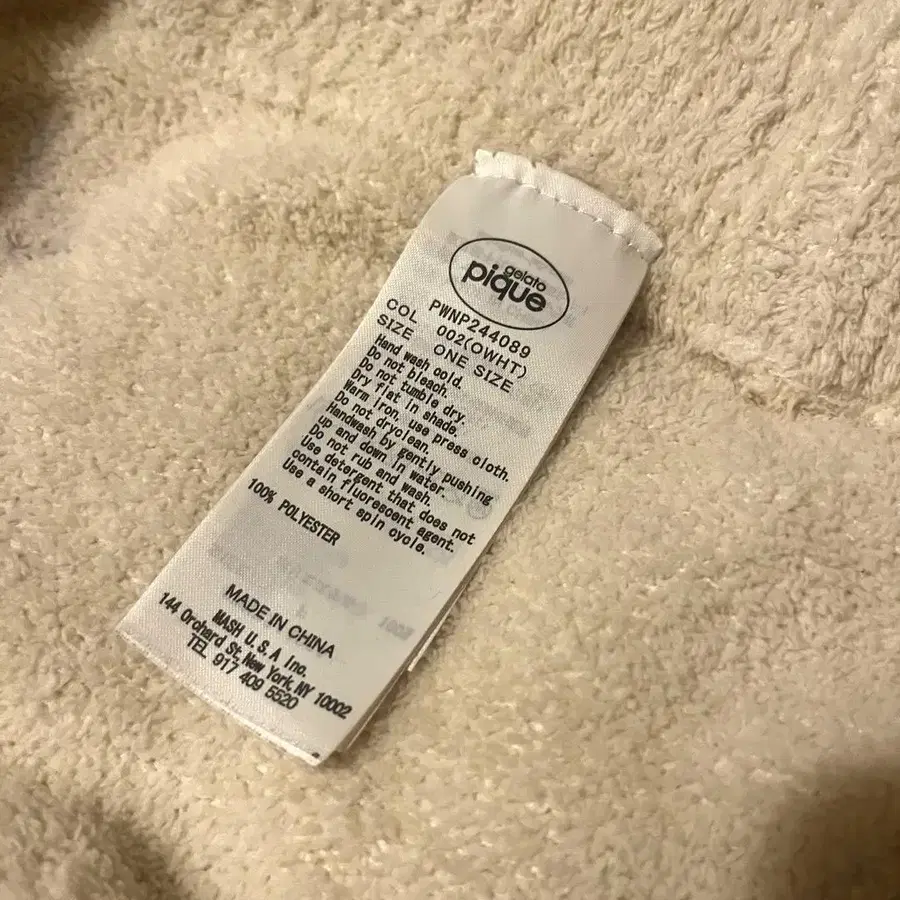 gelato
pique
PWNP244089
COL 002(OWHT)
SIZE ONE SIZE
Hand wash cold.
Do not bleach.
Do not tumble dry.
Dry flat in shade.
Warm iron, use press cloth.
Do not dryclean.
Handwash by gently pushing
up and down in water.
Do not rub and wash.
Use detergent that does not
contain fluorescent agent.
Use a short spin cycle.
100% POLYESTER
MADE IN CHINA
MASH U.S.A Inc.
144 Orchard St, New York, NY 10002
TEL 917 409 5520